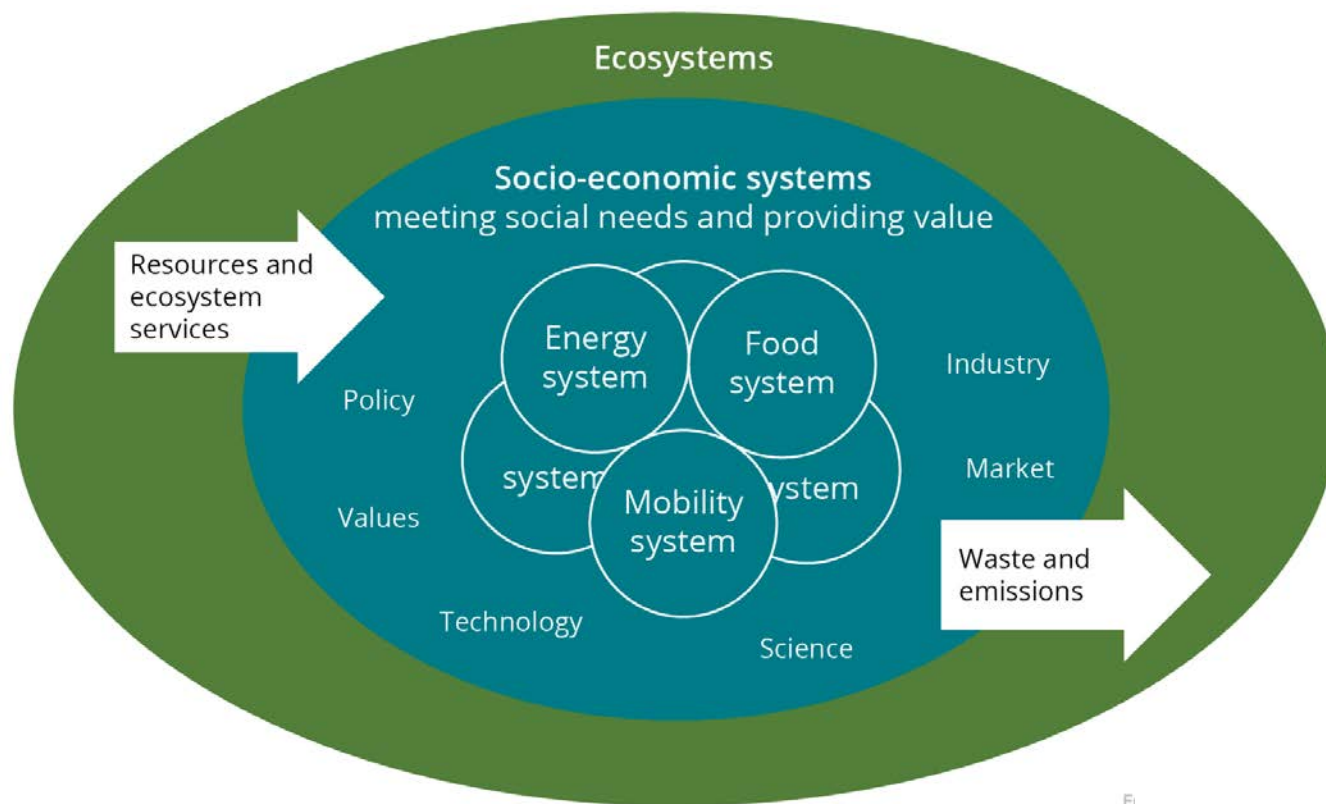 Ecosystems
Socio-economic systems
meeting social needs and providing value
Resources and
ecosystem
services
Energy
system
Food
system
Industry
Policy
Market
system
Mobility
system
ystem
Values
Waste and
emissions
Technology
Science